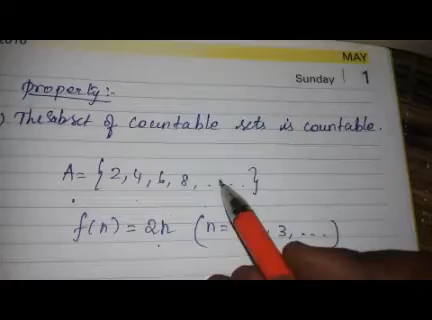 MAY
Sunday 1
Property:-
) The subset of countable sets is countable.
A = { 2, 4, 6, 8, ..... }
f(n) = 2n (n= , 3, ... )